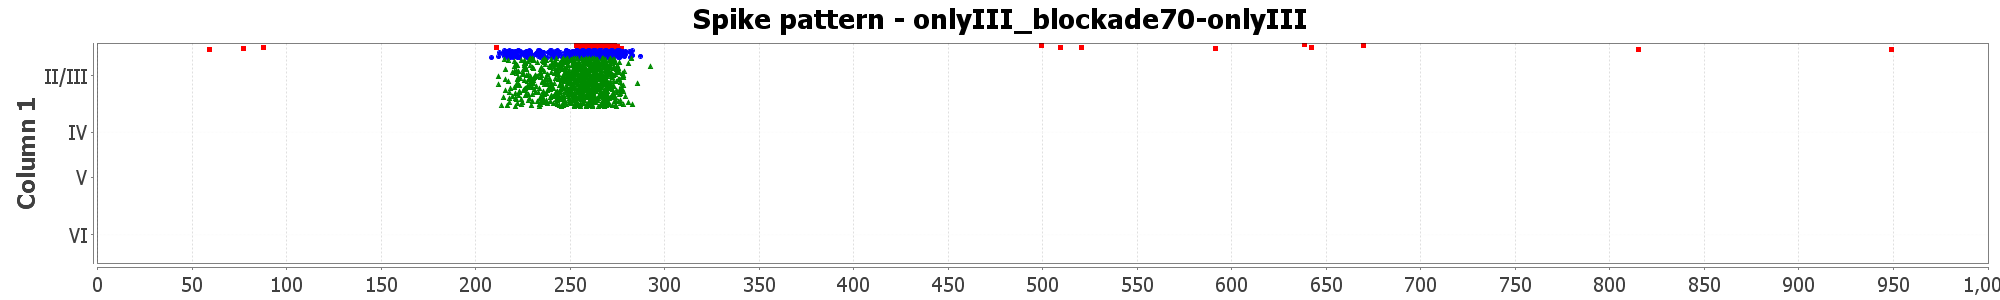 Spike pattern - onlyIII_blockade70-onlyIII
Column 1
II/III
IV
V
VI
0 50 100 150 200 250 300 350 400 450 500 550 600 650 700 750 800 850 900 950 1,00